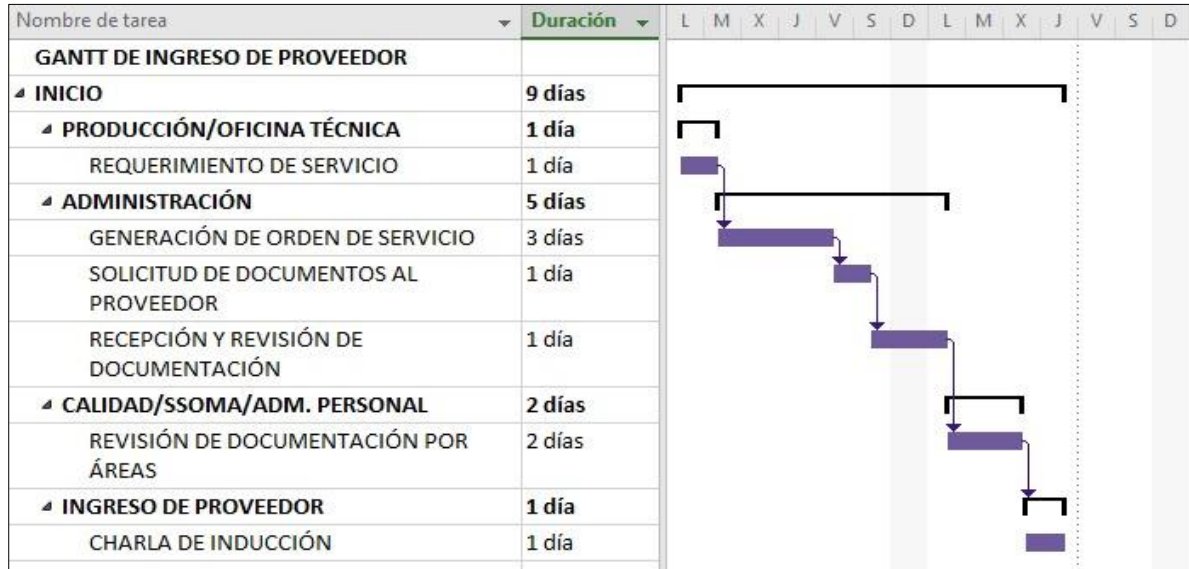 Nombre de tarea Duración L M X J V S D L M X J V S D
GANTT DE INGRESO DE PROVEEDOR
INICIO 9 días
PRODUCCIÓN/OFICINA TÉCNICA 1 día
REQUERIMIENTO DE SERVICIO 1 día
ADMINISTRACIÓN 5 días
GENERACIÓN DE ORDEN DE SERVICIO 3 días
SOLICITUD DE DOCUMENTOS AL 1 día
PROVEEDOR
RECEPCIÓN Y REVISIÓN DE 1 día
DOCUMENTACIÓN
CALIDAD/SSOMA/ADM. PERSONAL 2 días
REVISIÓN DE DOCUMENTACIÓN POR 2 días
ÁREAS
INGRESO DE PROVEEDOR 1 día
CHARLA DE INDUCCIÓN 1 día